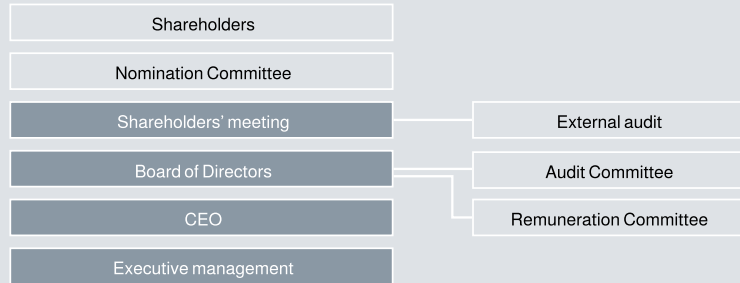 Shareholders
Nomination Committee
Shareholders’ meeting
External audit
Board of Directors
Audit Committee
CEO
Remuneration Committee
Executive management